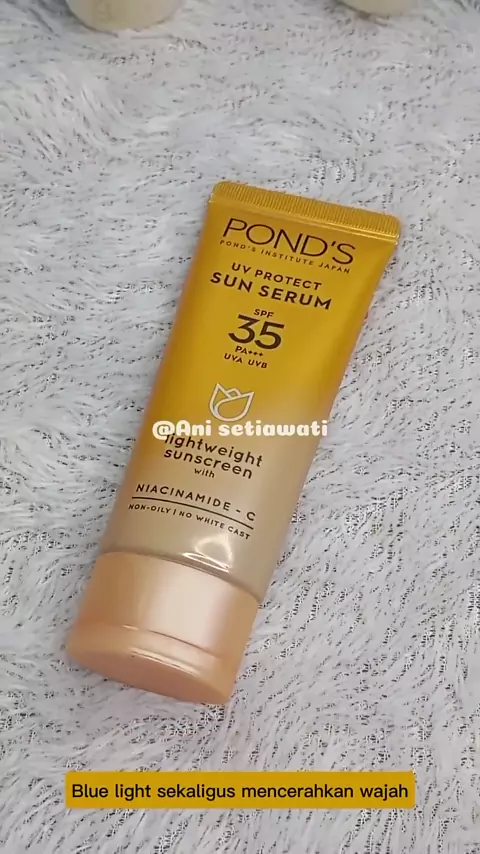 POND'S
POND'S INSTITUTE JAPAN
UV PROTECT
SUN SERUM
SPF
35
PA+++
UVA UVB
@Ani setiawati
lightweight
sunscreen
with
NIACINAMIDE - C
NON-OILY | NO WHITE CAST
Blue light sekaligus mencerahkan wajah